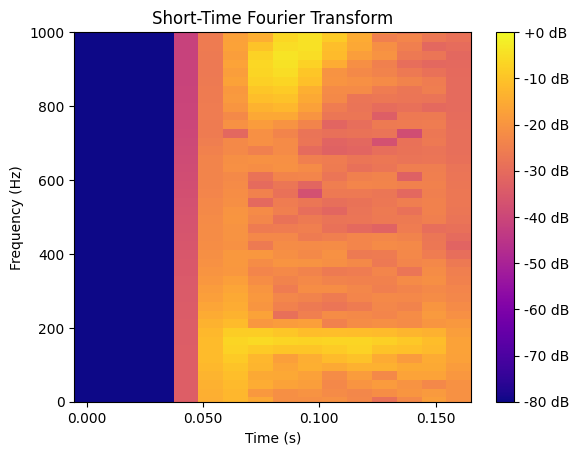 Short-Time Fourier Transform
1000
800
600
400
200
0
Frequency (Hz)
0.000
0.050
0.100
0.150
Time (s)
+0 dB
-10 dB
-20 dB
-30 dB
-40 dB
-50 dB
-60 dB
-70 dB
-80 dB